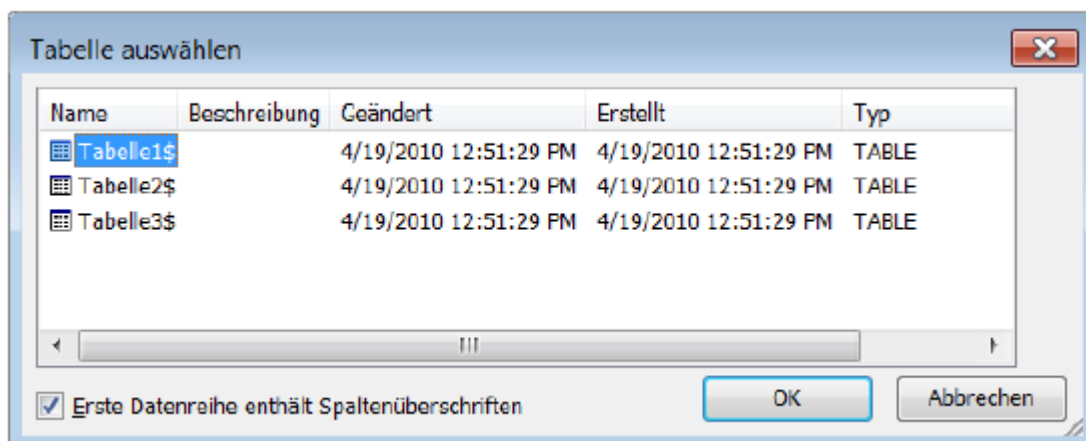 Tabelle auswählen
Name Beschreibung Geändert Erstellt Typ
Tabelle1$ 4/19/2010 12:51:29 PM 4/19/2010 12:51:29 PM TABLE
Tabelle2$ 4/19/2010 12:51:29 PM 4/19/2010 12:51:29 PM TABLE
Tabelle3$ 4/19/2010 12:51:29 PM 4/19/2010 12:51:29 PM TABLE
Erste Datenreihe enthält Spaltenüberschriften OK Abbrechen